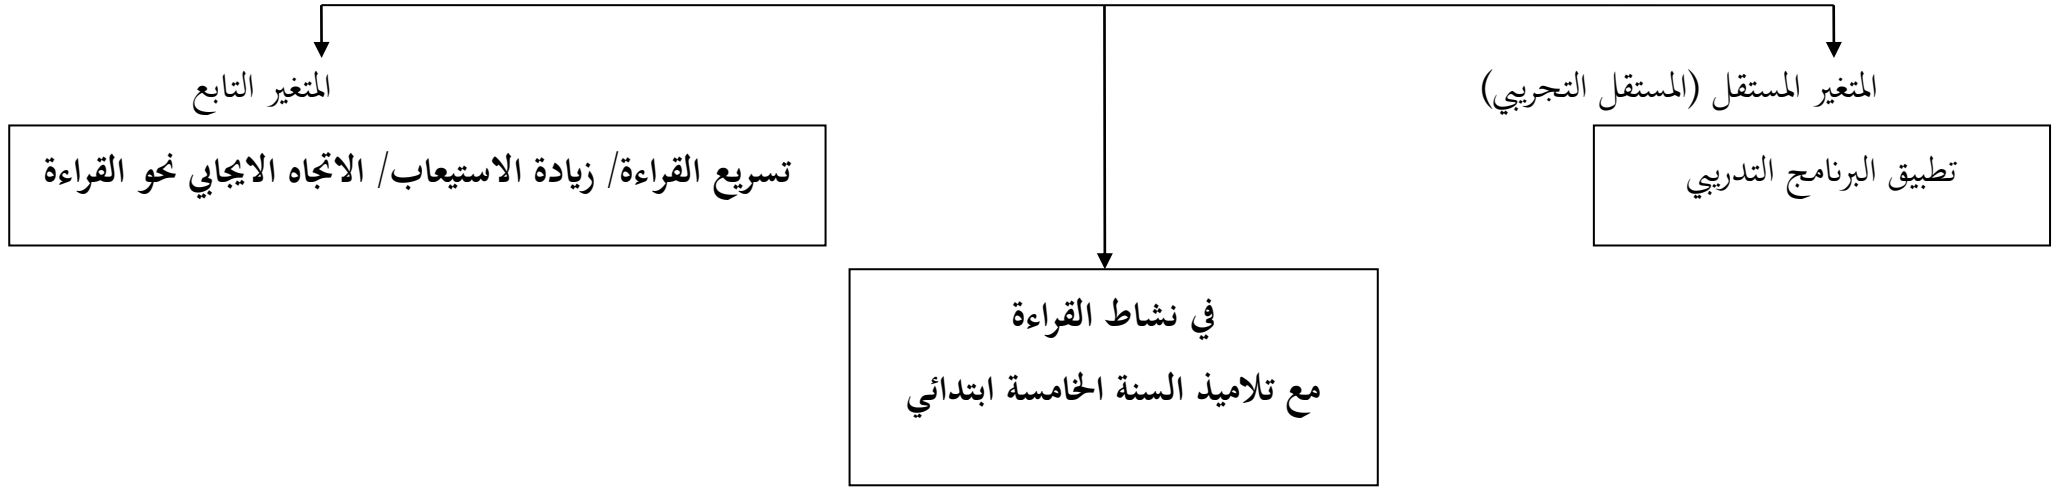 المتغير المستقل (المستقل التجريبي)
تطبيق البرنامج التدريبي
المتغير التابع
تسريع القراءة/ زيادة الاستيعاب/ الاتجاه الايجابي نحو القراءة
في نشاط القراءة
مع تلاميذ السنة الخامسة ابتدائي